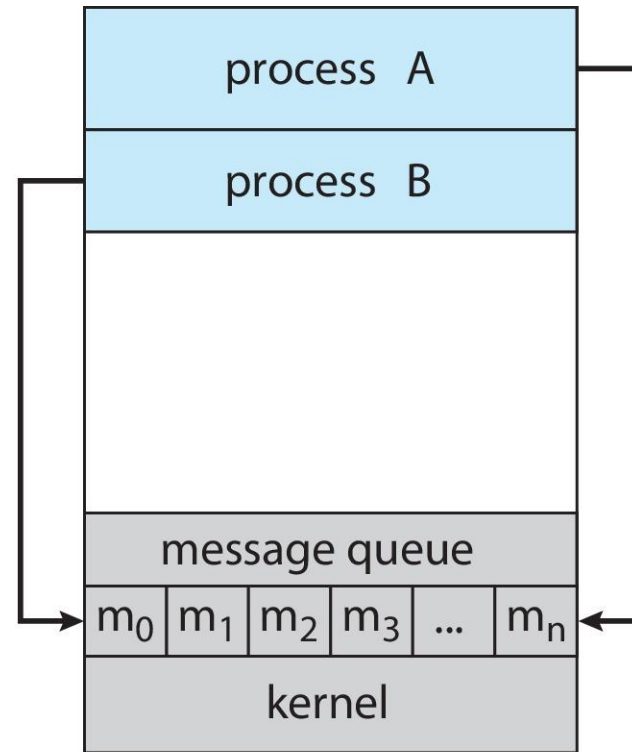 process A
process B
message queue
m₀ m₁ m₂ m₃ ... mₙ
kernel